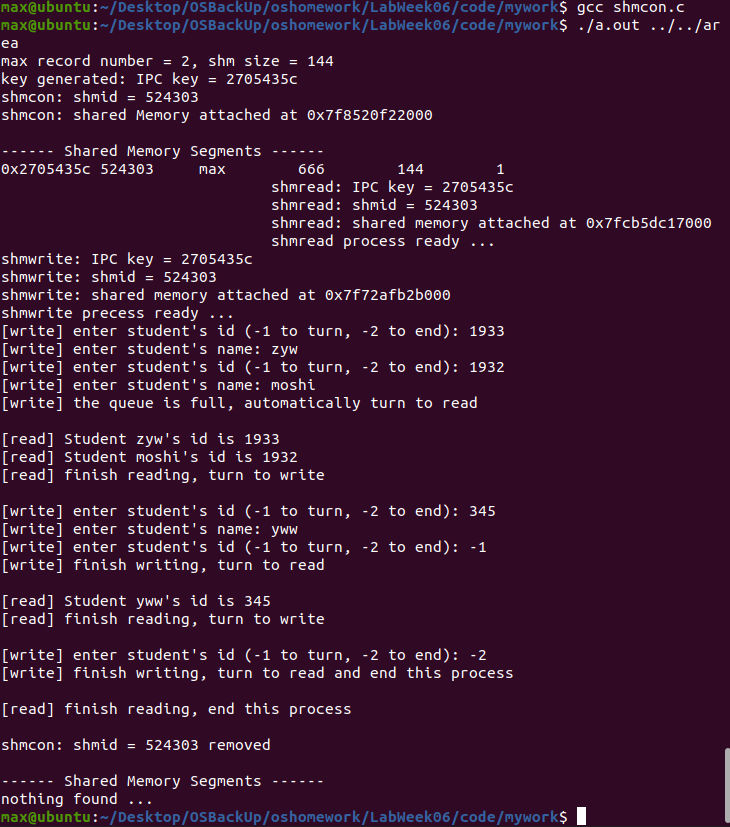 max@ubuntu:~/Desktop/OSBackUp/oshomework/LabWeek06/code/mywork$ gcc shmcon.c
max@ubuntu:~/Desktop/OSBackUp/oshomework/LabWeek06/code/mywork$ ./a.out ../../ar
ea
max record number = 2, shm size = 144
key generated: IPC key = 2705435c
shmcon: shmid = 524303
shmcon: shared Memory attached at 0x7f8520f22000

------ Shared Memory Segments ------
0x2705435c 524303     max        666        144        1
                              shmread: IPC key = 2705435c
                              shmread: shmid = 524303
                              shmread: shared memory attached at 0x7fcb5dc17000
                              shmread process ready ...
shmwrite: IPC key = 2705435c
shmwrite: shmid = 524303
shmwrite: shared memory attached at 0x7f72afb2b000
shmwrite precess ready ...
[write] enter student's id (-1 to turn, -2 to end): 1933
[write] enter student's name: zyw
[write] enter student's id (-1 to turn, -2 to end): 1932
[write] enter student's name: moshi
[write] the queue is full, automatically turn to read

[read] Student zyw's id is 1933
[read] Student moshi's id is 1932
[read] finish reading, turn to write

[write] enter student's id (-1 to turn, -2 to end): 345
[write] enter student's name: yww
[write] enter student's id (-1 to turn, -2 to end): -1
[write] finish writing, turn to read

[read] Student yww's id is 345
[read] finish reading, turn to write

[write] enter student's id (-1 to turn, -2 to end): -2
[write] finish writing, turn to read and end this process

[read] finish reading, end this process

shmcon: shmid = 524303 removed

------ Shared Memory Segments ------
nothing found ...
max@ubuntu:~/Desktop/OSBackUp/oshomework/LabWeek06/code/mywork$